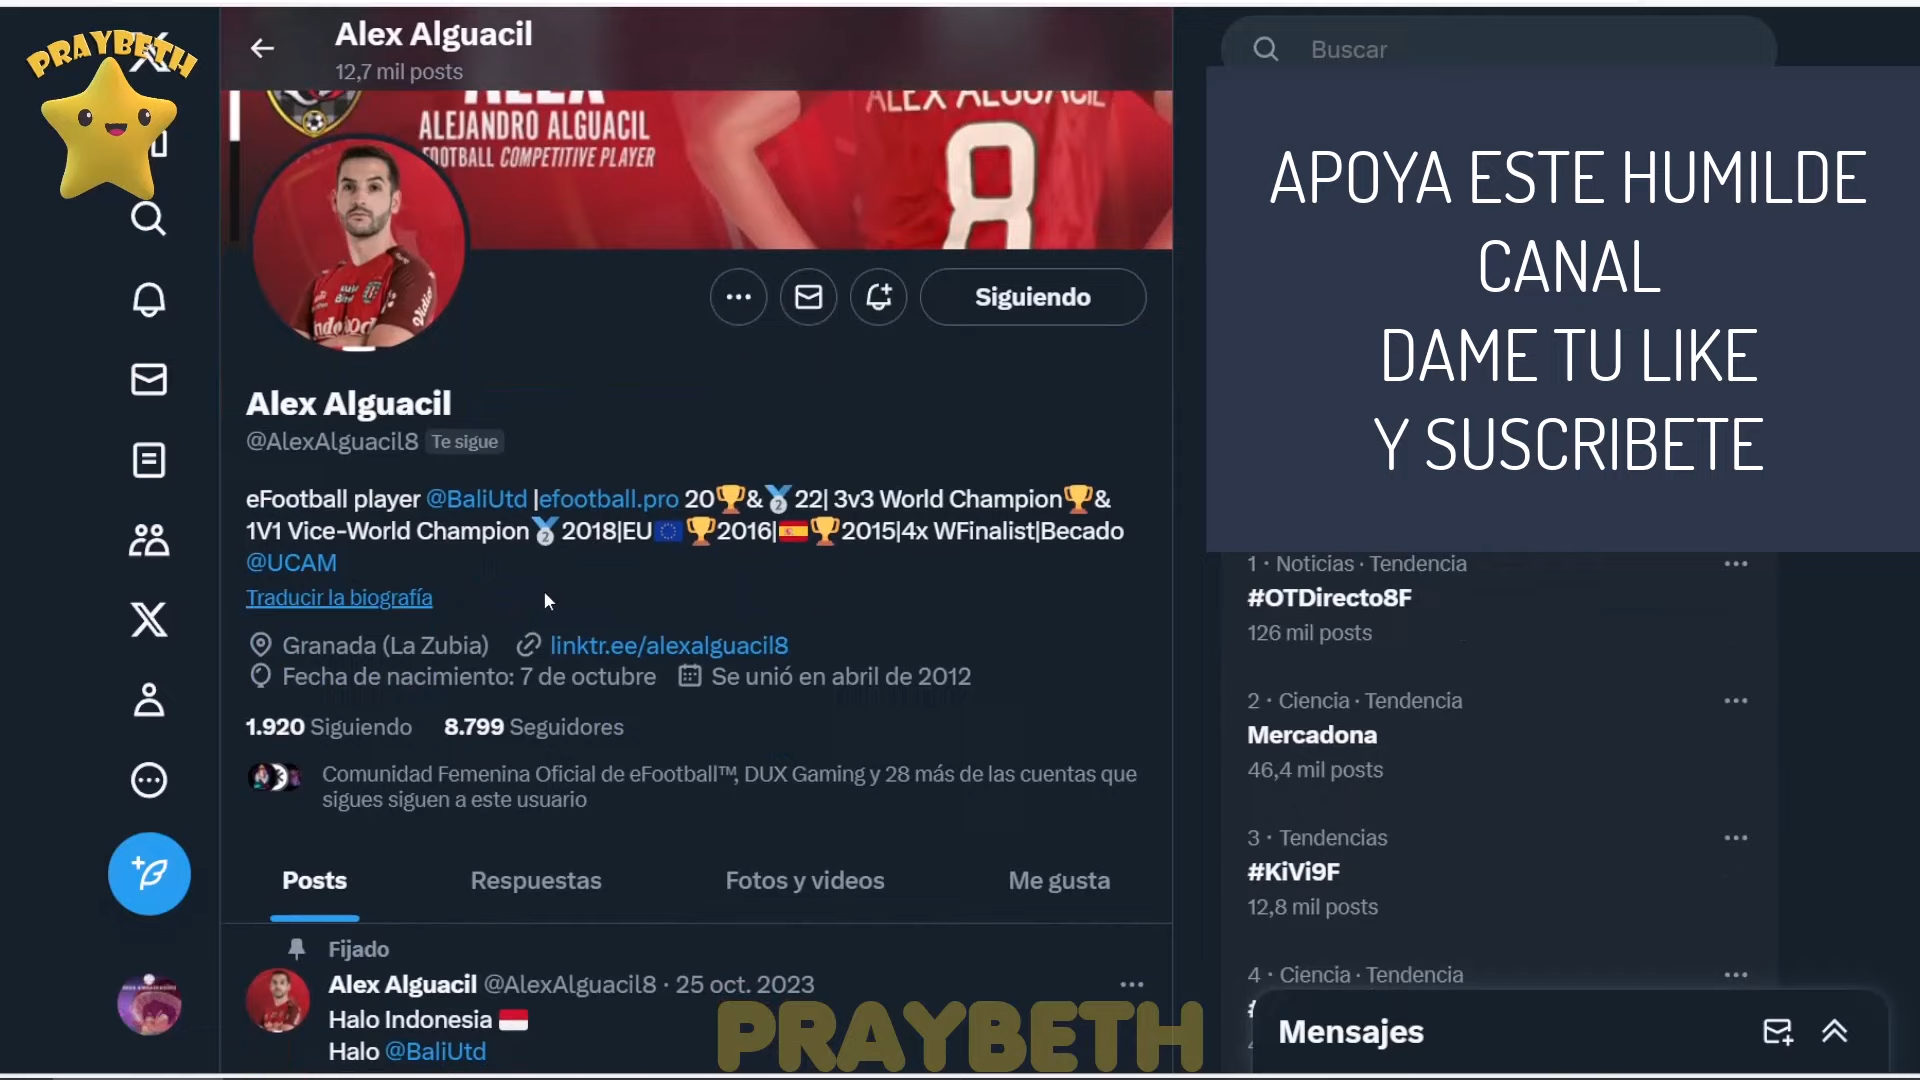 PRAYBETH
Alex Alguacil
12,7 mil posts
Buscar
ALEX
ALEJANDRO ALGUACIL
FOOTBALL COMPETITIVE PLAYER
ALEX ALGUACIL
8
APOYA ESTE HUMILDE
CANAL
DAME TU LIKE
Y SUSCRIBETE
Siguiendo
Alex Alguacil
@AlexAlguacil8 Te sigue
eFootball player @BaliUtd |efootball.pro 20🏆&🥈22| 3v3 World Champion🏆&
1V1 Vice-World Champion🥈2018|EU🇪🇺🏆2016|🇪🇸🏆2015|4x WFinalist|Becado
@UCAM
Traducir la biografía
Granada (La Zubia) linktr.ee/alexalguacil8
Fecha de nacimiento: 7 de octubre Se unió en abril de 2012
1.920 Siguiendo 8.799 Seguidores
Comunidad Femenina Oficial de eFootball™, DUX Gaming y 28 más de las cuentas que
sigues siguen a este usuario
Posts Respuestas Fotos y videos Me gusta
Fijado
Alex Alguacil @AlexAlguacil8 · 25 oct. 2023
Halo Indonesia 🇮🇩
Halo @BaliUtd
PRAYBETH
1 · Noticias · Tendencia
#OTDirecto8F
126 mil posts
2 · Ciencia · Tendencia
Mercadona
46,4 mil posts
3 · Tendencias
#KiVi9F
12,8 mil posts
4 · Ciencia · Tendencia
Mensajes